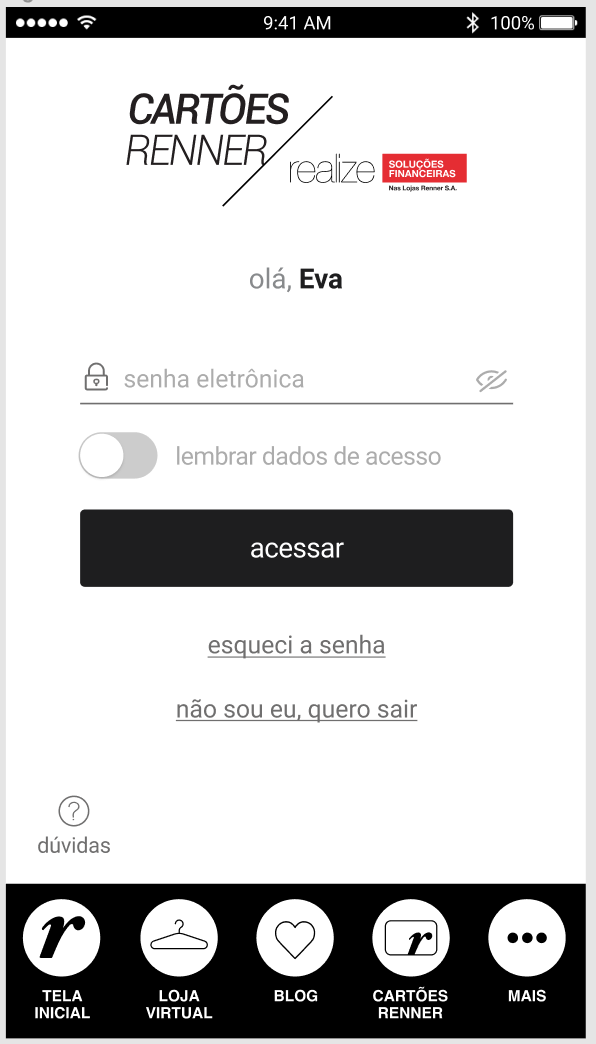 9:41 AM 100%
CARTÕES
RENNER
realize
SOLUÇÕES
FINANCEIRAS
Nas Lojas Renner S.A.
olá, Eva
senha eletrônica
lembrar dados de acesso
acessar
esqueci a senha
não sou eu, quero sair
?
dúvidas
r r
TELA
INICIAL
LOJA
VIRTUAL
BLOG
CARTÕES
RENNER
MAIS